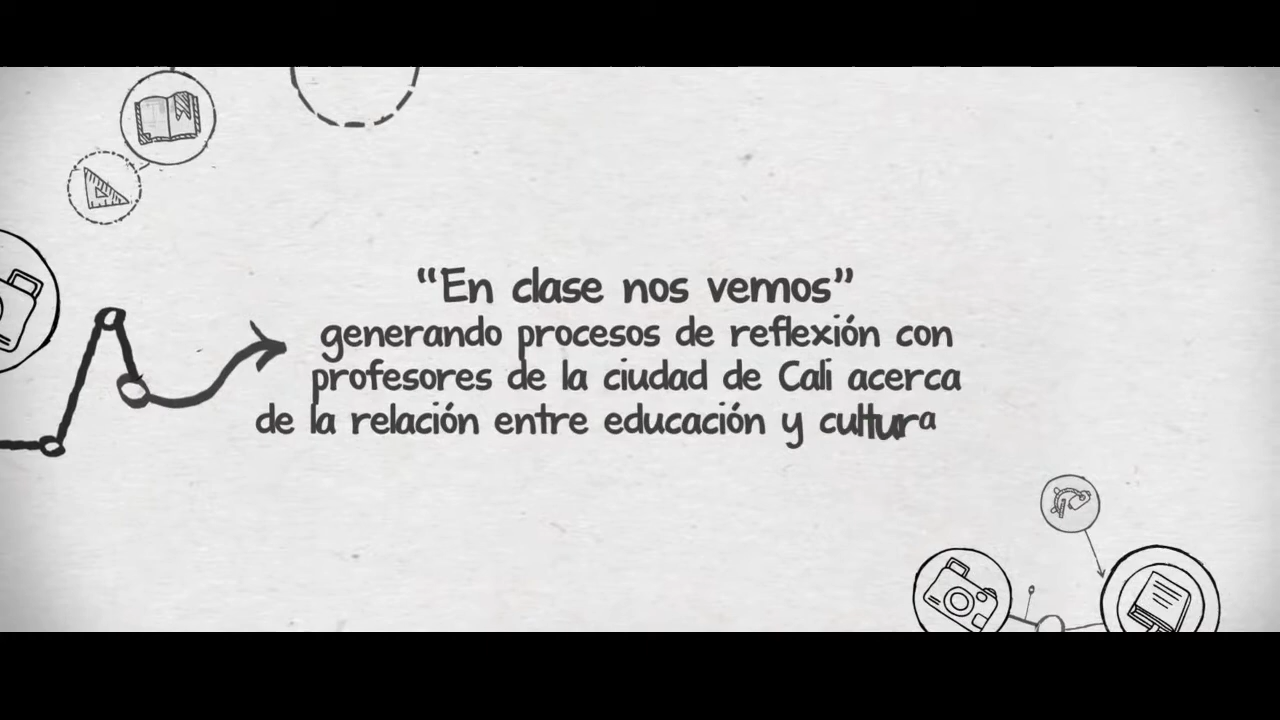 “En clase nos vemos”
generando procesos de reflexión con
profesores de la ciudad de Cali acerca
de la relación entre educación y cultura